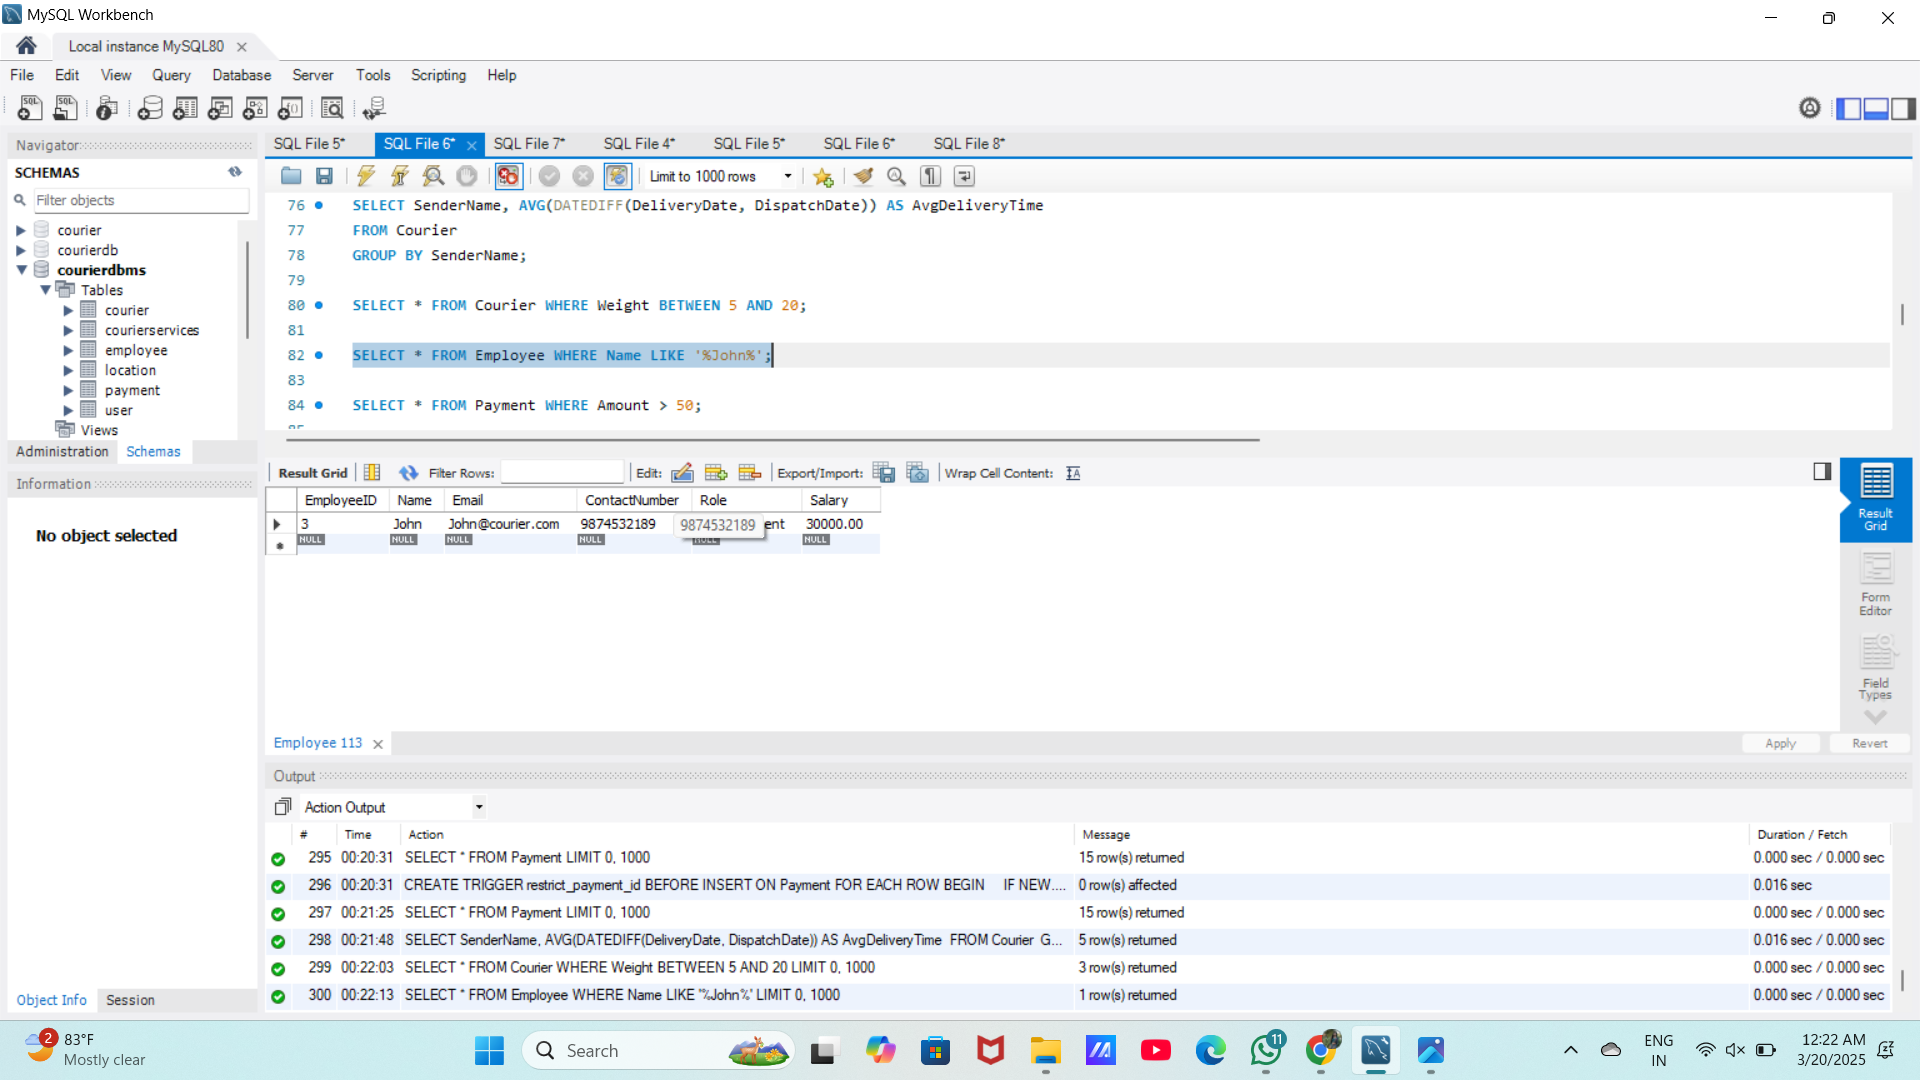 MySQL Workbench
Local instance MySQL80
File Edit View Query Database Server Tools Scripting Help
Navigator
SCHEMAS
Filter objects
courier
courierdb
courierdbms
Tables
courier
courierservices
employee
location
payment
user
Views
Administration Schemas
Information
No object selected
Object Info Session
SQL File 5* SQL File 6* SQL File 7* SQL File 4* SQL File 5* SQL File 6* SQL File 8*
Limit to 1000 rows
76 SELECT SenderName, AVG(DATEDIFF(DeliveryDate, DispatchDate)) AS AvgDeliveryTime
77 FROM Courier
78 GROUP BY SenderName;
79
80 SELECT * FROM Courier WHERE Weight BETWEEN 5 AND 20;
81
82 SELECT * FROM Employee WHERE Name LIKE '%John%';
83
84 SELECT * FROM Payment WHERE Amount > 50;
Result Grid Filter Rows: Edit: Export/Import: Wrap Cell Content:
EmployeeID Name Email ContactNumber Role Salary
3 John John@courier.com 9874532189 9874532189 ent 30000.00
NULL NULL NULL NULL NULL NULL
Result Grid
Form Editor
Field Types
Employee 113
Apply Revert
Output
Action Output
# Time Action Message Duration / Fetch
295 00:20:31 SELECT * FROM Payment LIMIT 0, 1000 15 row(s) returned 0.000 sec / 0.000 sec
296 00:20:31 CREATE TRIGGER restrict_payment_id BEFORE INSERT ON Payment FOR EACH ROW BEGIN IF NEW.... 0 row(s) affected 0.016 sec
297 00:21:25 SELECT * FROM Payment LIMIT 0, 1000 15 row(s) returned 0.000 sec / 0.000 sec
298 00:21:48 SELECT SenderName, AVG(DATEDIFF(DeliveryDate, DispatchDate)) AS AvgDeliveryTime FROM Courier G... 5 row(s) returned 0.016 sec / 0.000 sec
299 00:22:03 SELECT * FROM Courier WHERE Weight BETWEEN 5 AND 20 LIMIT 0, 1000 3 row(s) returned 0.000 sec / 0.000 sec
300 00:22:13 SELECT * FROM Employee WHERE Name LIKE '%John%' LIMIT 0, 1000 1 row(s) returned 0.000 sec / 0.000 sec
2
83°F
Mostly clear
Search
11
ENG
IN
12:22 AM
3/20/2025